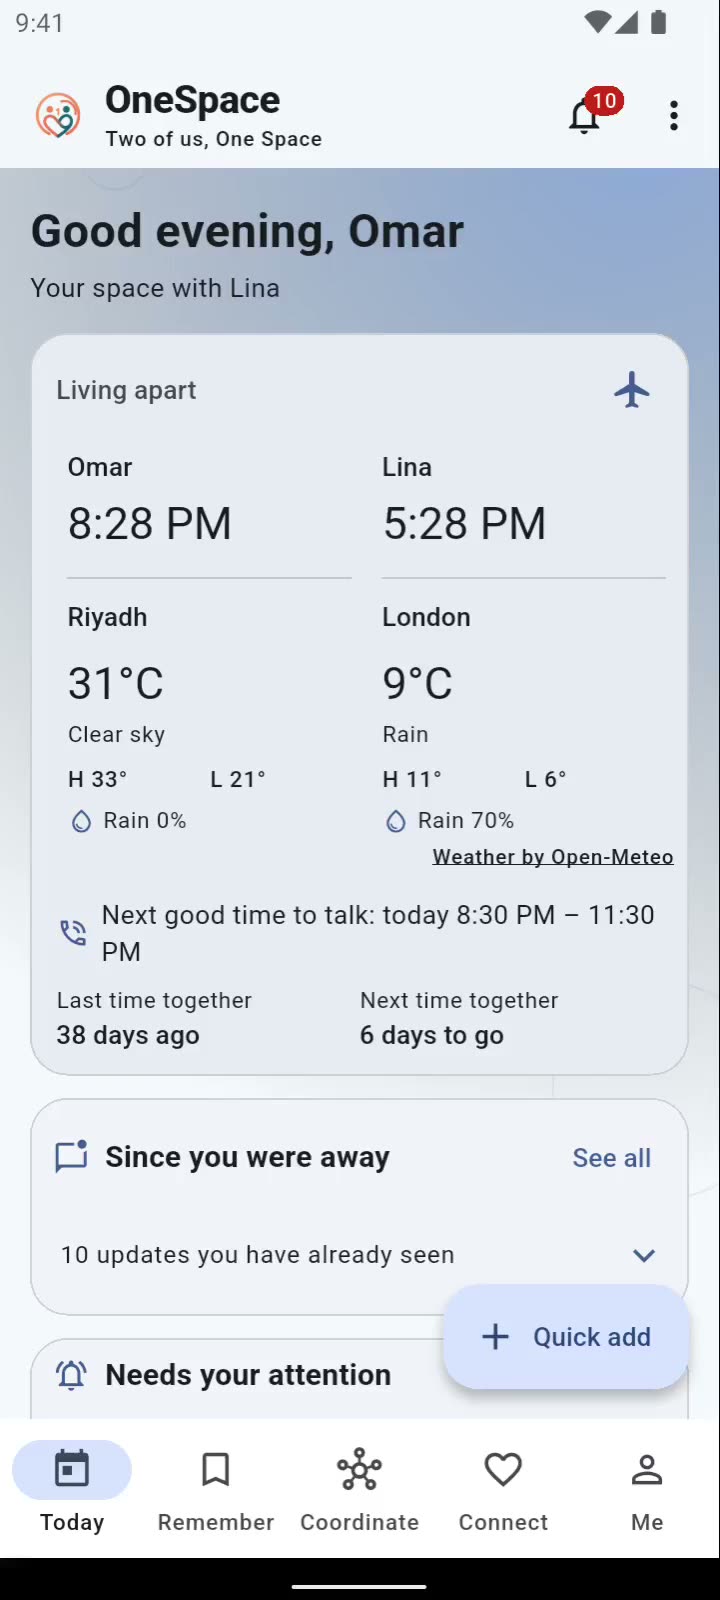 9:41
OneSpace
Two of us, One Space
10
Good evening, Omar
Your space with Lina
Living apart
Omar
8:28 PM
Lina
5:28 PM
Riyadh
31°C
Clear sky
H 33° L 21°
Rain 0%
London
9°C
Rain
H 11° L 6°
Rain 70%
Weather by Open-Meteo
Next good time to talk: today 8:30 PM – 11:30
PM
Last time together
38 days ago
Next time together
6 days to go
Since you were away
See all
10 updates you have already seen
Quick add
Needs your attention
Today
Remember
Coordinate
Connect
Me